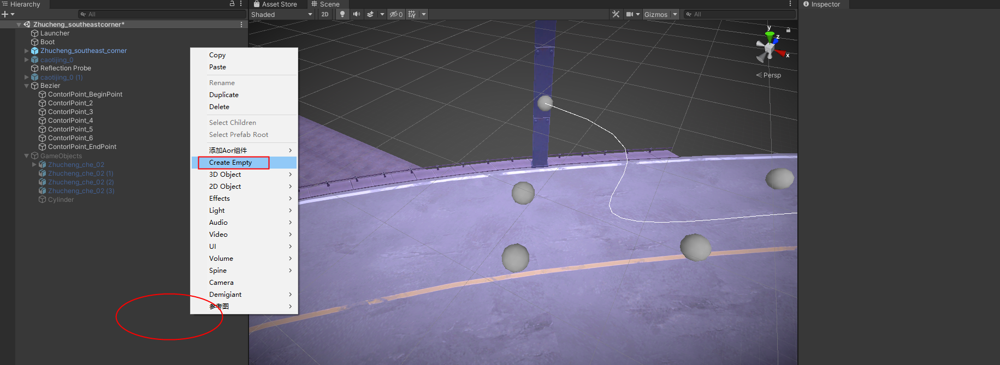 Hierarchy
All
Zhucheng_southeastcorner*
Launcher
Boot
Zhucheng_southeast_corner
caotijing_0
Reflection Probe
caotijing_0 (1)
Bezier
ContorlPoint_BeginPoint
ContorlPoint_2
ContorlPoint_3
ContorlPoint_4
ContorlPoint_5
ContorlPoint_6
ContorlPoint_EndPoint
GameObjects
Zhucheng_che_02
Zhucheng_che_02 (1)
Zhucheng_che_02 (2)
Zhucheng_che_02 (3)
Cylinder
Copy
Paste
Rename
Duplicate
Delete
Select Children
Select Prefab Root
添加Aor组件
Create Empty
3D Object
2D Object
Effects
Light
Audio
Video
UI
Volume
Spine
Camera
Demigiant
参考图
Asset Store
Scene
Shaded
2D
0
Gizmos
All
y
z
x
Persp
Inspector